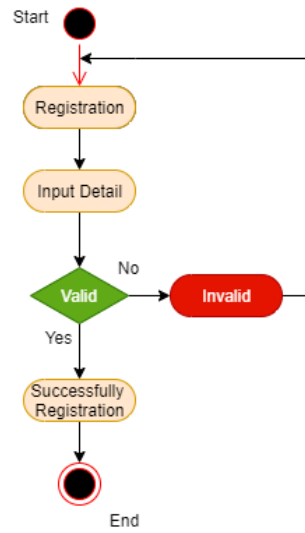 Start
Registration
Input Detail
No
Valid
Invalid
Yes
Successfully
Registration
End